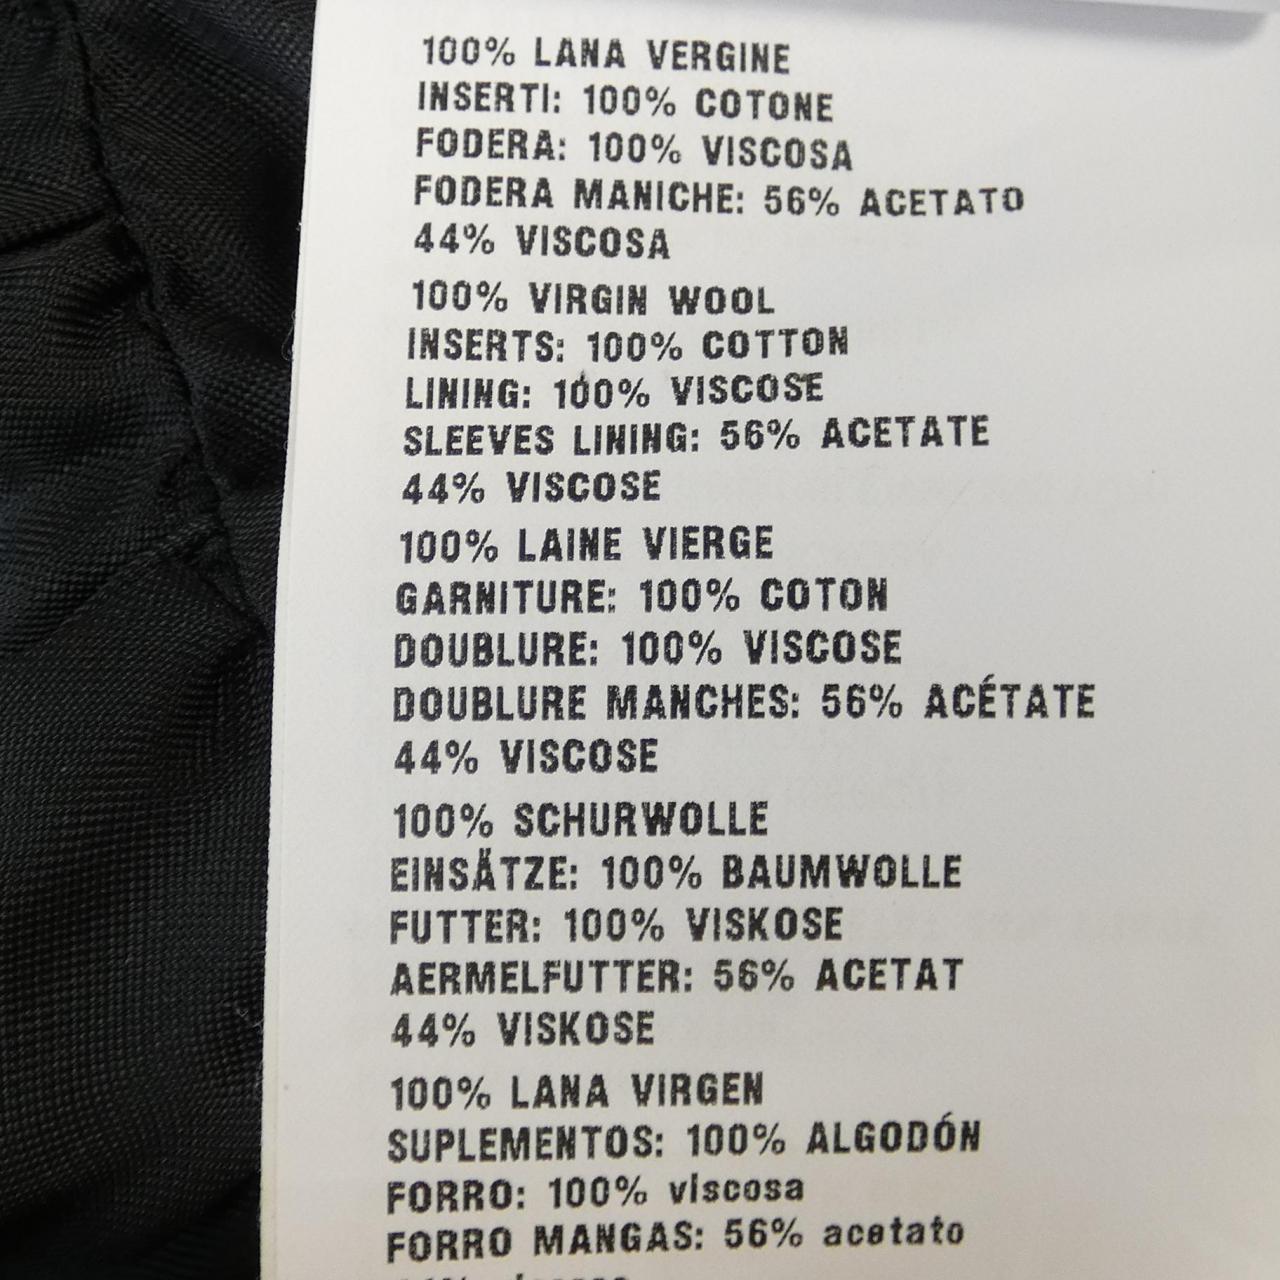 100% LANA VERGINE
INSERTI: 100% COTONE
FODERA: 100% VISCOSA
FODERA MANICHE: 56% ACETATO
44% VISCOSA
100% VIRGIN WOOL
INSERTS: 100% COTTON
LINING: 100% VISCOSE
SLEEVES LINING: 56% ACETATE
44% VISCOSE
100% LAINE VIERGE
GARNITURE: 100% COTON
DOUBLURE: 100% VISCOSE
DOUBLURE MANCHES: 56% ACÉTATE
44% VISCOSE
100% SCHURWOLLE
EINSÄTZE: 100% BAUMWOLLE
FUTTER: 100% VISKOSE
AERMELFUTTER: 56% ACETAT
44% VISKOSE
100% LANA VIRGEN
SUPLEMENTOS: 100% ALGODÓN
FORRO: 100% viscosa
FORRO MANGAS: 56% acetato